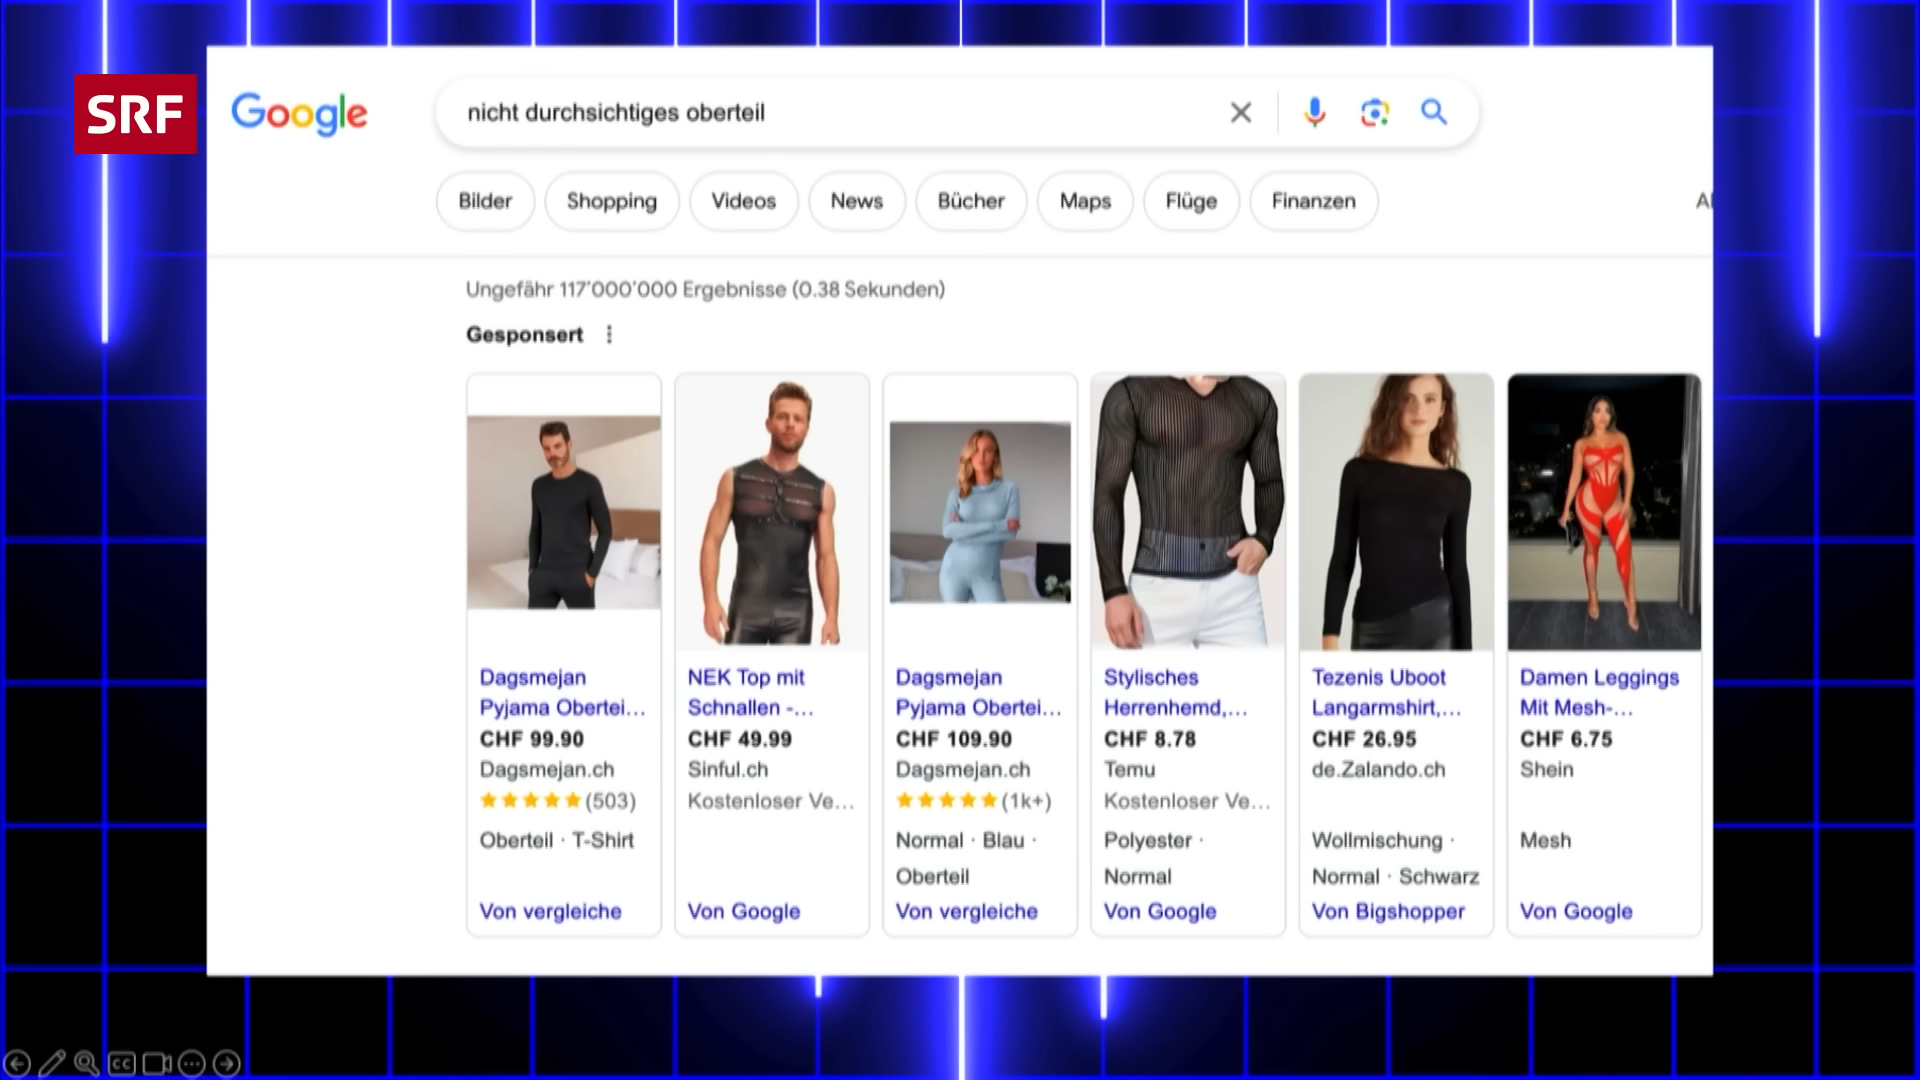 SRF
Google
nicht durchsichtiges oberteil
Bilder
Shopping
Videos
News
Bücher
Maps
Flüge
Finanzen
Ungefähr 117'000'000 Ergebnisse (0.38 Sekunden)
Gesponsert
Dagsmejan
Pyjama Obertei...
CHF 99.90
Dagsmejan.ch
(503)
Oberteil · T-Shirt
Von vergleiche
NEK Top mit
Schnallen -...
CHF 49.99
Sinful.ch
Kostenloser Ve...
Von Google
Dagsmejan
Pyjama Obertei...
CHF 109.90
Dagsmejan.ch
(1k+)
Normal · Blau ·
Oberteil
Von vergleiche
Stylisches
Herrenhemd,...
CHF 8.78
Temu
Kostenloser Ve...
Polyester ·
Normal
Von Google
Tezenis Uboot
Langarmshirt,...
CHF 26.95
de.Zalando.ch
Wollmischung ·
Normal · Schwarz
Von Bigshopper
Damen Leggings
Mit Mesh-...
CHF 6.75
Shein
Mesh
Von Google
CC